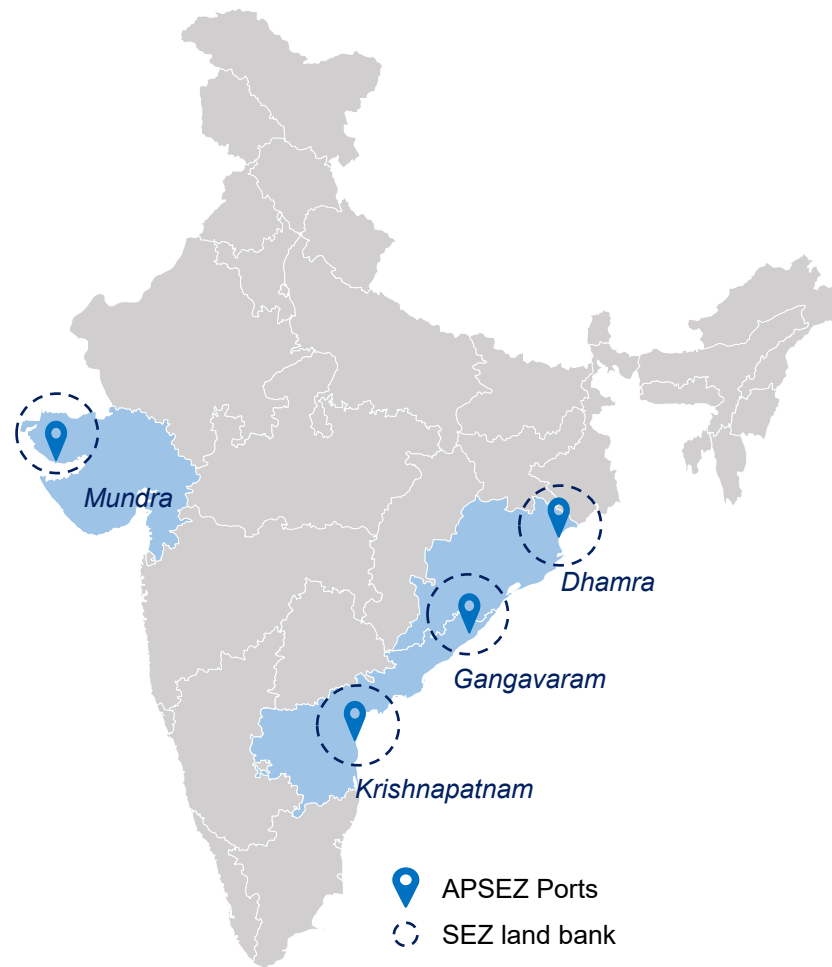 Mundra
Dhamra
Gangavaram
Krishnapatnam
APSEZ Ports
SEZ land bank